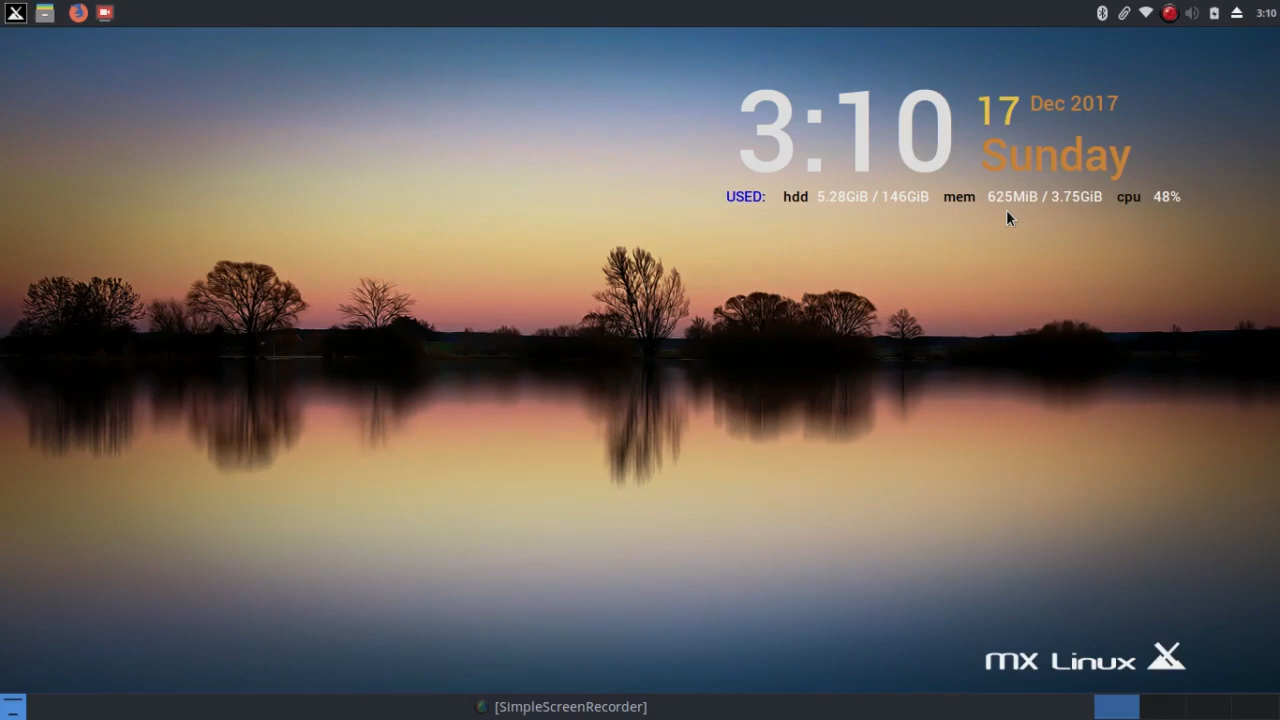 3:10
3:10 17 Dec 2017
Sunday
USED: hdd 5.28GiB / 146GiB mem 625MiB / 3.75GiB cpu 48%
mx Linux
[SImpleScreenRecorder]